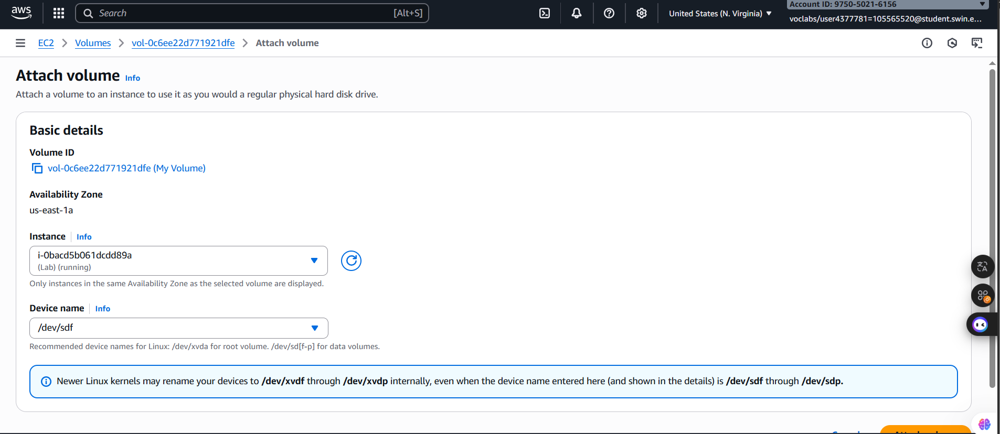 aws
Search [Alt+S]
United States (N. Virginia)
Account ID: 9750-5021-6156
voclabs/user4377781=105565520@student.swin.e...
EC2 Volumes vol-0c6ee22d771921dfe Attach volume
Attach volume Info
Attach a volume to an instance to use it as you would a regular physical hard disk drive.
Basic details
Volume ID
vol-0c6ee22d771921dfe (My Volume)
Availability Zone
us-east-1a
Instance Info
i-0bacd5b061dcdd89a
(Lab) (running)
Only instances in the same Availability Zone as the selected volume are displayed.
Device name Info
/dev/sdf
Recommended device names for Linux: /dev/xvda for root volume. /dev/sd[f-p] for data volumes.
Newer Linux kernels may rename your devices to /dev/xvdf through /dev/xvdp internally, even when the device name entered here (and shown in the details) is /dev/sdf through /dev/sdp.